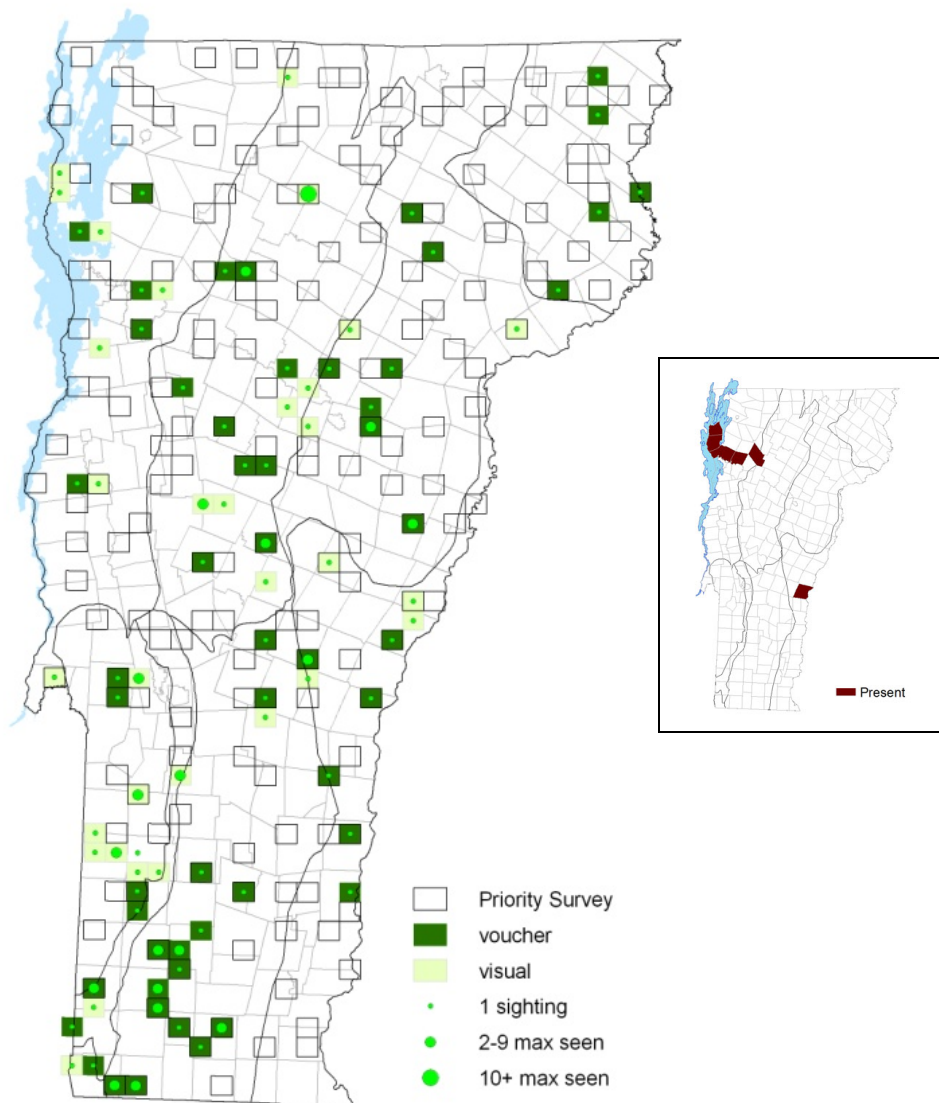 Present
Priority Survey
voucher
visual
1 sighting
2-9 max seen
10+ max seen